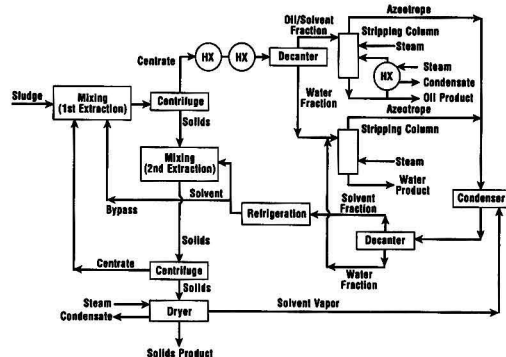 Azeotrope
Oil/Solvent
Fraction
Stripping Column
Steam
Centrate
HX
HX
Decanter
HX
Steam
Condensate
Oil Product
Sludge
Mixing
(1st Extraction)
Centrifuge
Water
Fraction
Azeotrope
Solids
Stripping Column
Mixing
(2nd Extraction)
Steam
Solvent
Water
Product
Bypass
Refrigeration
Solvent
Fraction
Condenser
Solids
Decanter
Centrate
Centrifuge
Water
Fraction
Solids
Steam
Condensate
Dryer
Solvent Vapor
Solids Product